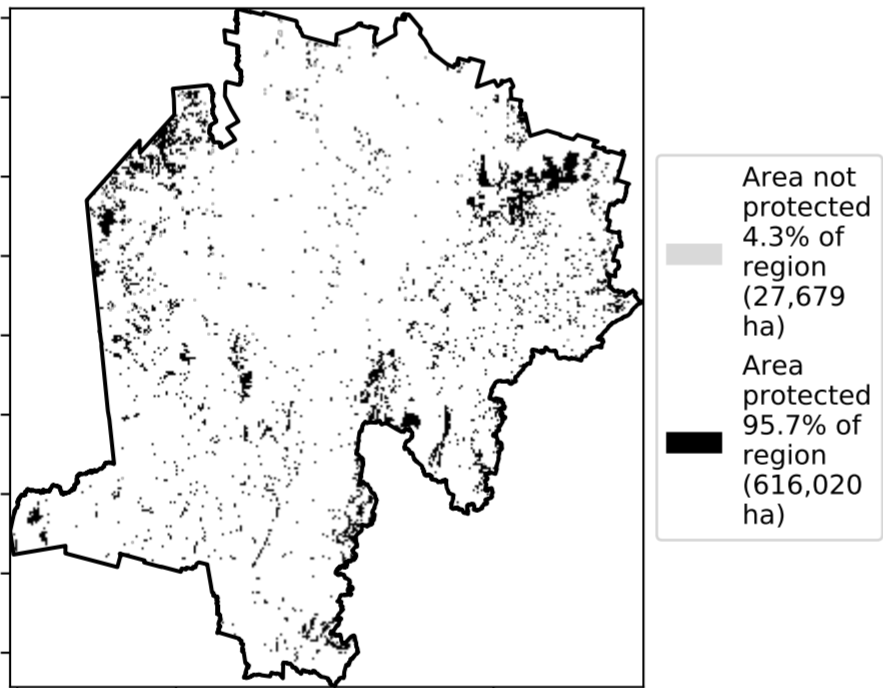 Area not
protected
4.3% of
region
(27,679
ha)
Area
protected
95.7% of
region
(616,020
ha)